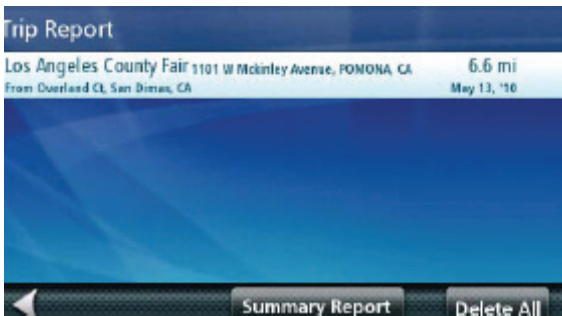 Trip Report
Los Angeles County Fair 1101 W Mckinley Avenue, POMONA, CA 6.6 mi
From Overland Ct, San Dimas, CA May 13, '10
Summary Report Delete All